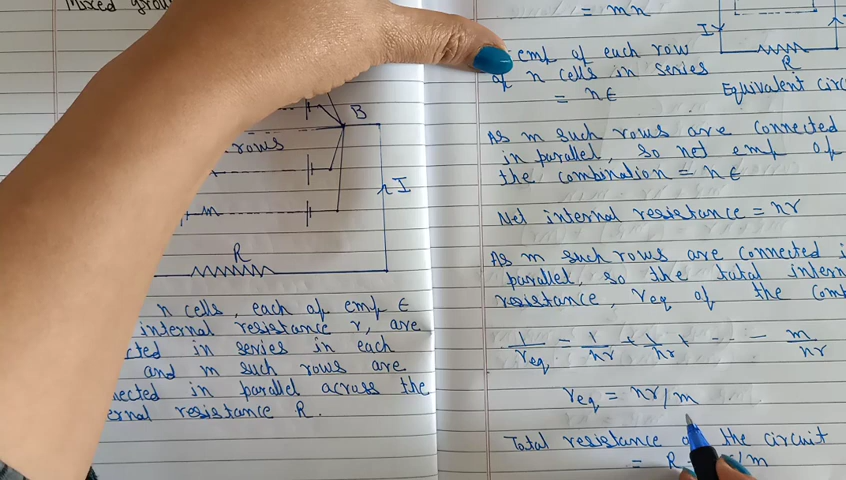 Mixed grou
B
rows
I
R
n cells, each of emf ϵ
internal resistance r, are
cted in series in each
and m such rows are
nected in parallel across the
ernal resistance R.
= mn
I
R
Equivalent circ
emf of each row
of n cells in series
= nϵ
As m such rows are connected
in parallel, so net emf of
the combination = nϵ
Net internal resistance = nr
As m such rows are connected i
parallel, so the total intern
resistance, req of the comb
1/req = 1/nr + 1/nr + - - - - m/nr
req = nr/m
Total resistance of the circuit
= R /m